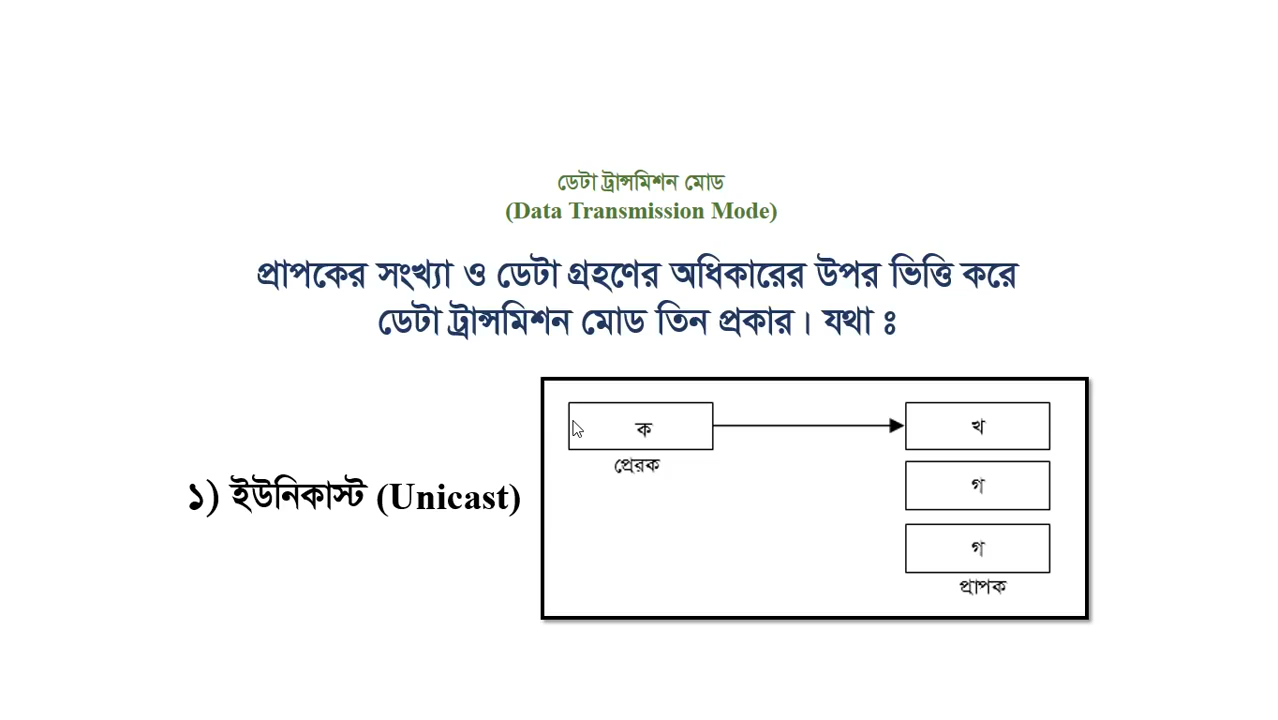 ডেটা ট্রান্সমিশন মোড
(Data Transmission Mode)
প্রাপকের সংখ্যা ও ডেটা গ্রহণের অধিকারের উপর ভিত্তি করে
ডেটা ট্রান্সমিশন মোড তিন প্রকার। যথা ঃ
১) ইউনিকাস্ট (Unicast)
ক
প্রেরক
খ
গ
গ
প্রাপক